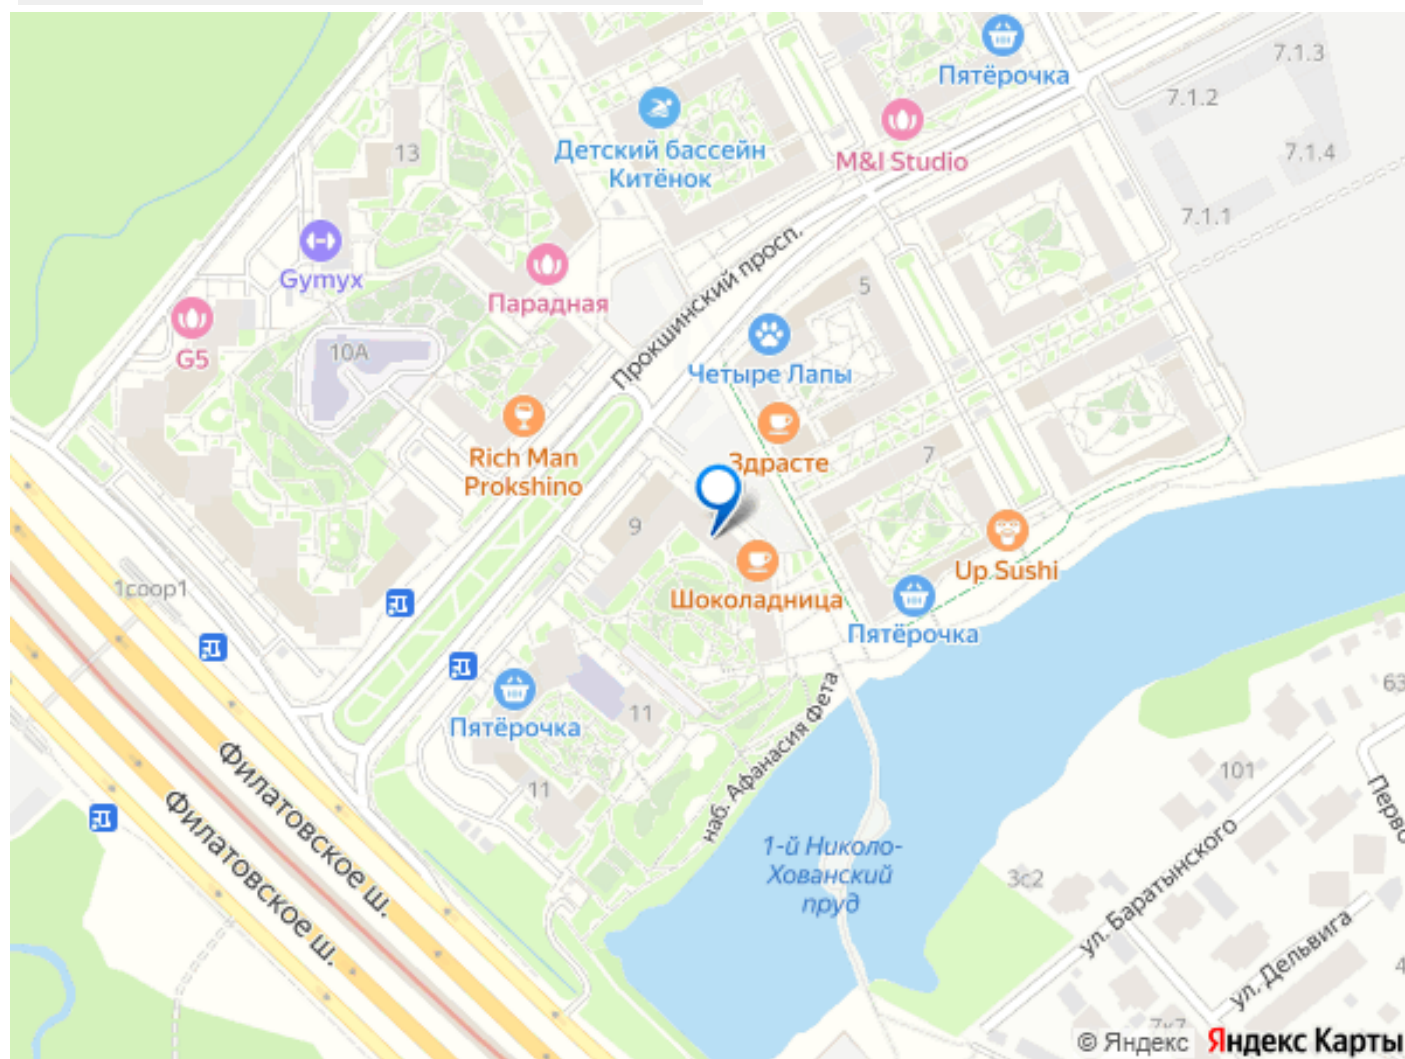 7.1.3
Пятёрочка
7.1.2
Детский бассейн
Китёнок
13
M&I Studio
7.1.4
7.1.1
Gymyx
Парадная
Прокшинский просп.
5
G5
10А
Четыре Лапы
Rich Man
Prokshino
Здрасте
7
9
Up Sushi
1соор1
Шоколадница
Пятёрочка
63
Пятёрочка
11
наб. Афанасия Фета
Филатовское ш.
101
11
Перво
Филатовское ш.
1-й Николо-
Хованский
пруд
3с2
ул. Баратынского
ул. Дельвига
4
7к7
© Яндекс Яндекс Карты